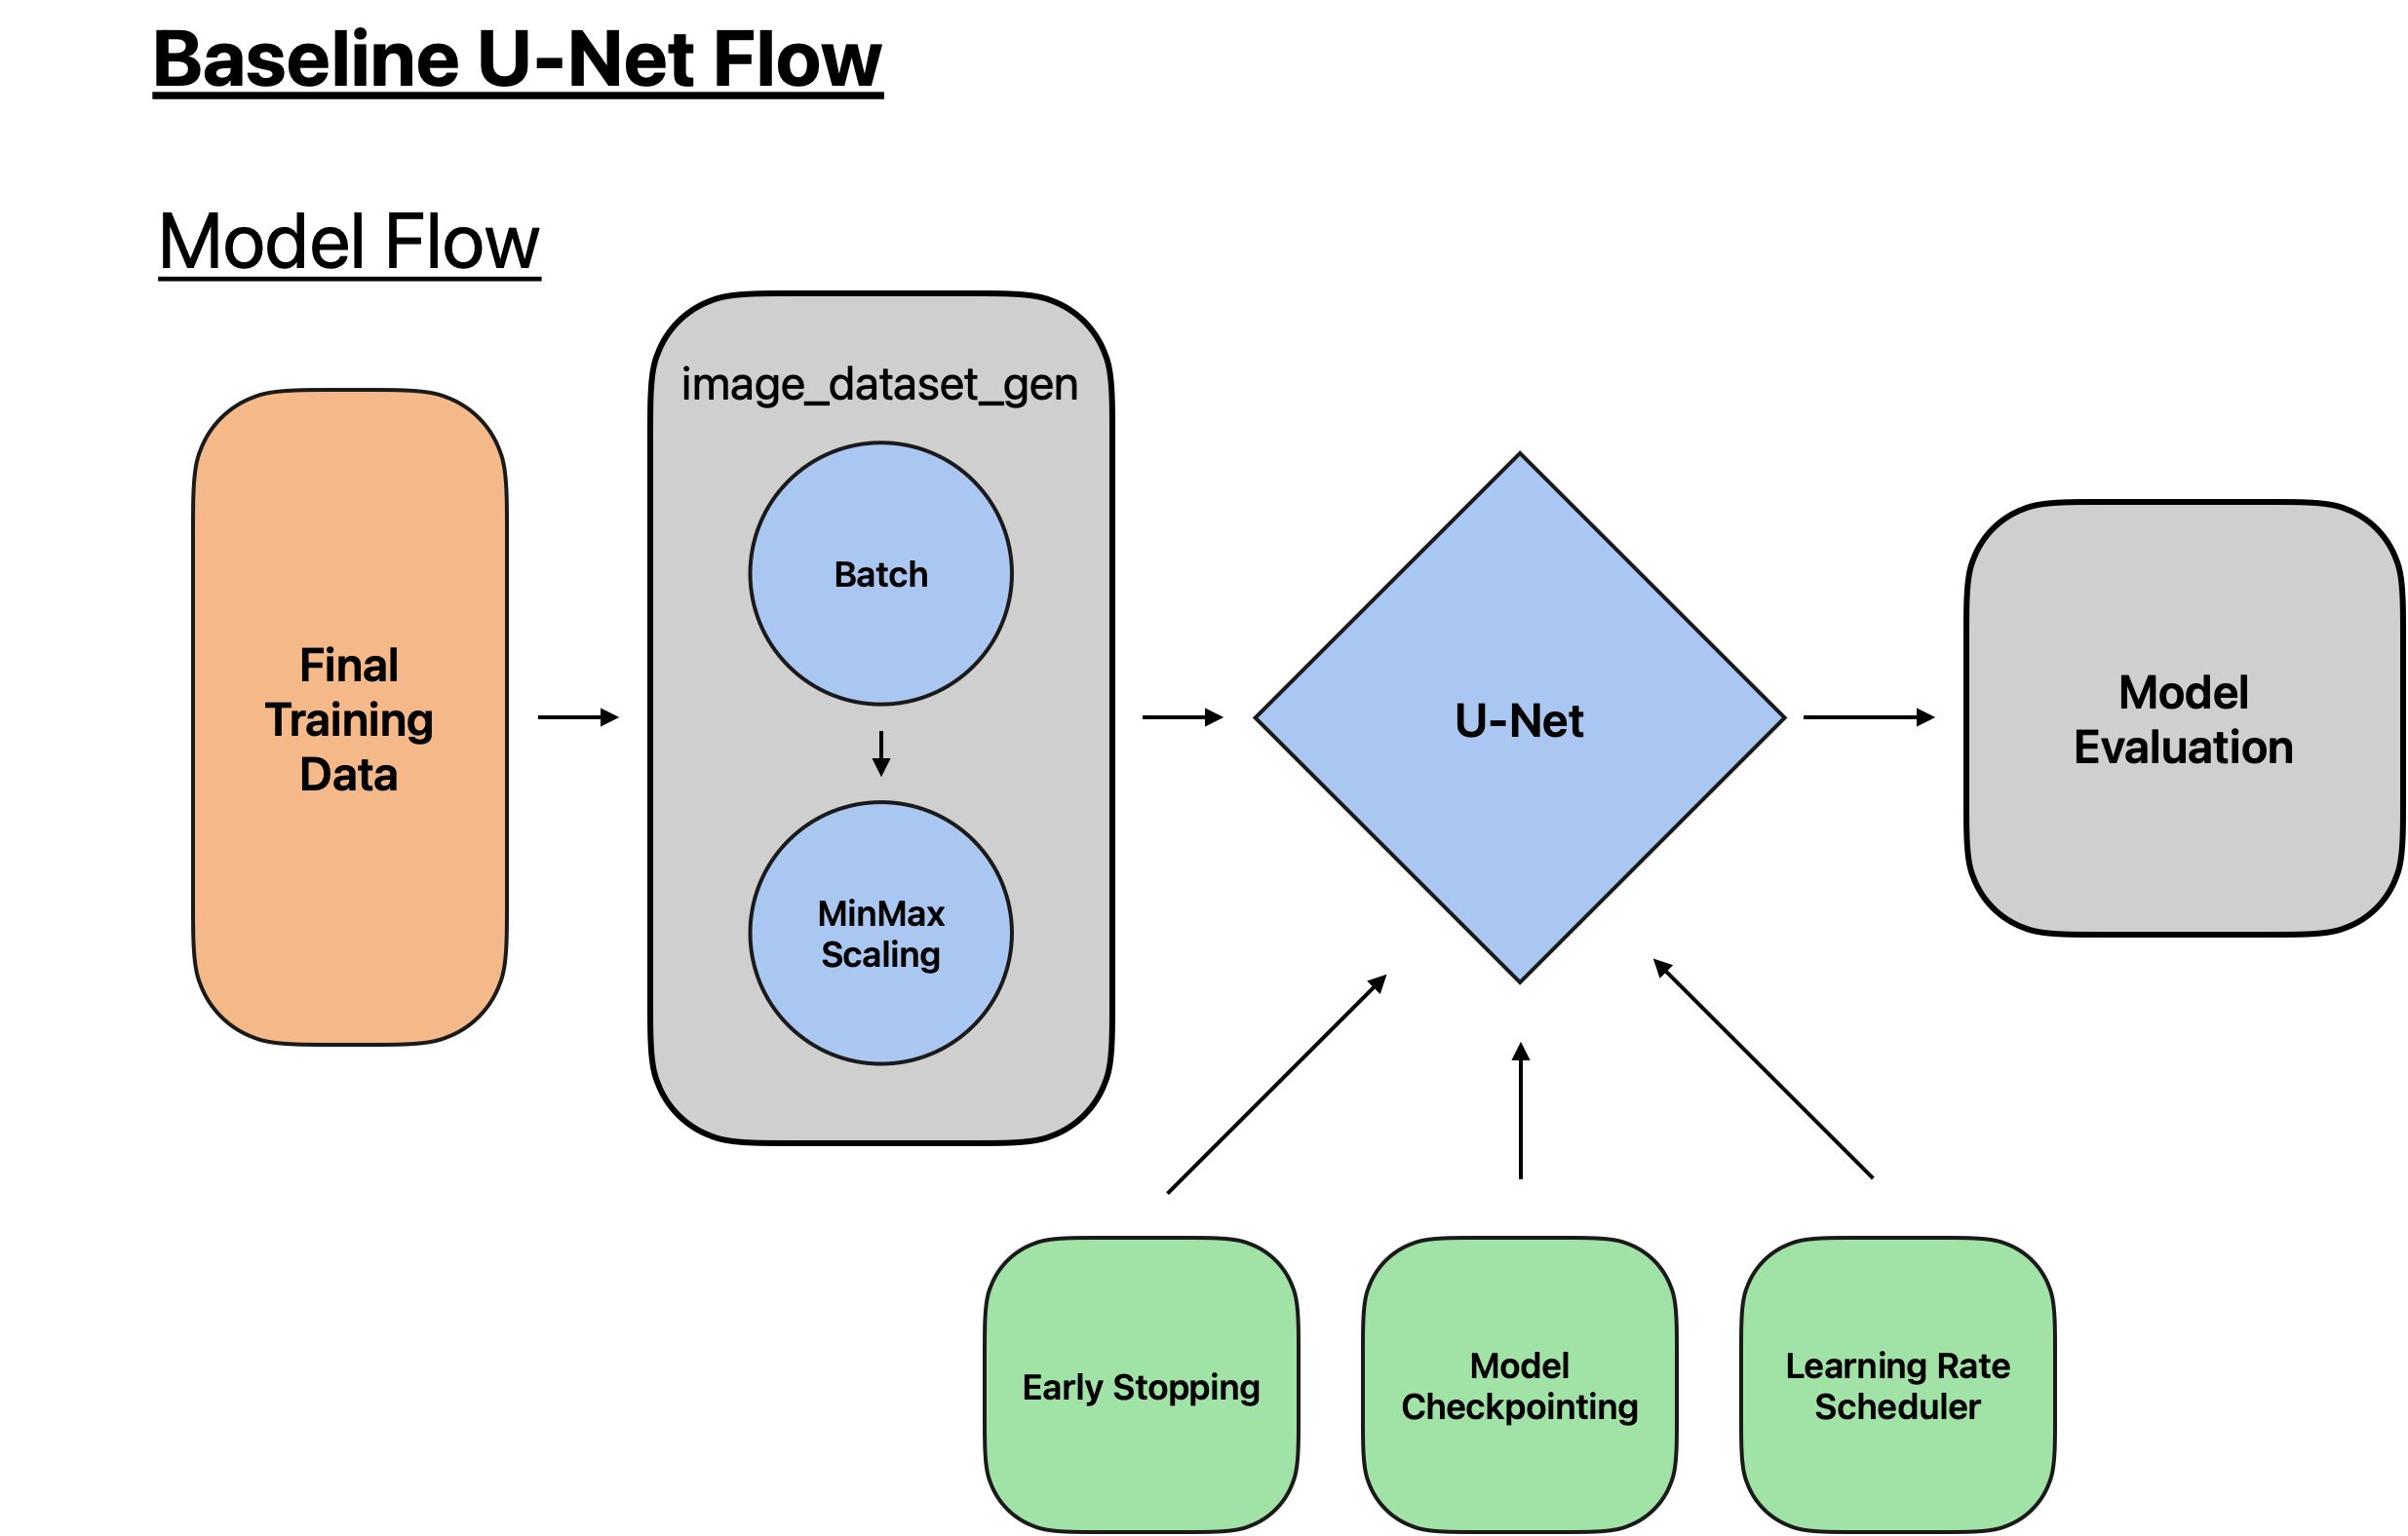 Baseline U-Net Flow
Model Flow
image_dataset_gen
Batch
MinMax
Scaling
Final
Training
Data
U-Net
Model
Evaluation
Early Stopping
Model
Checkpointing
Learning Rate
Scheduler